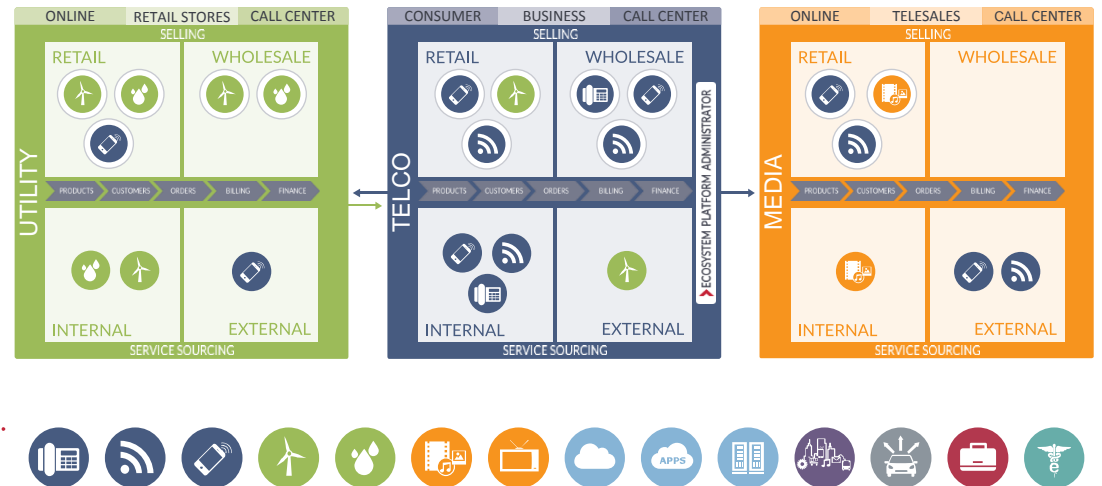 ONLINE RETAIL STORES CALL CENTER
SELLING
RETAIL WHOLESALE
UTILITY
PRODUCTS CUSTOMERS ORDERS BILLING FINANCE
INTERNAL EXTERNAL
SERVICE SOURCING
CONSUMER BUSINESS CALL CENTER
SELLING
RETAIL WHOLESALE
TELCO
PRODUCTS CUSTOMERS ORDERS BILLING FINANCE
ECOSYSTEM PLATFORM ADMINISTRATOR
INTERNAL EXTERNAL
SERVICE SOURCING
ONLINE TELESALES CALL CENTER
SELLING
RETAIL WHOLESALE
MEDIA
PRODUCTS CUSTOMERS ORDERS BILLING FINANCE
INTERNAL EXTERNAL
SERVICE SOURCING
APPS
e